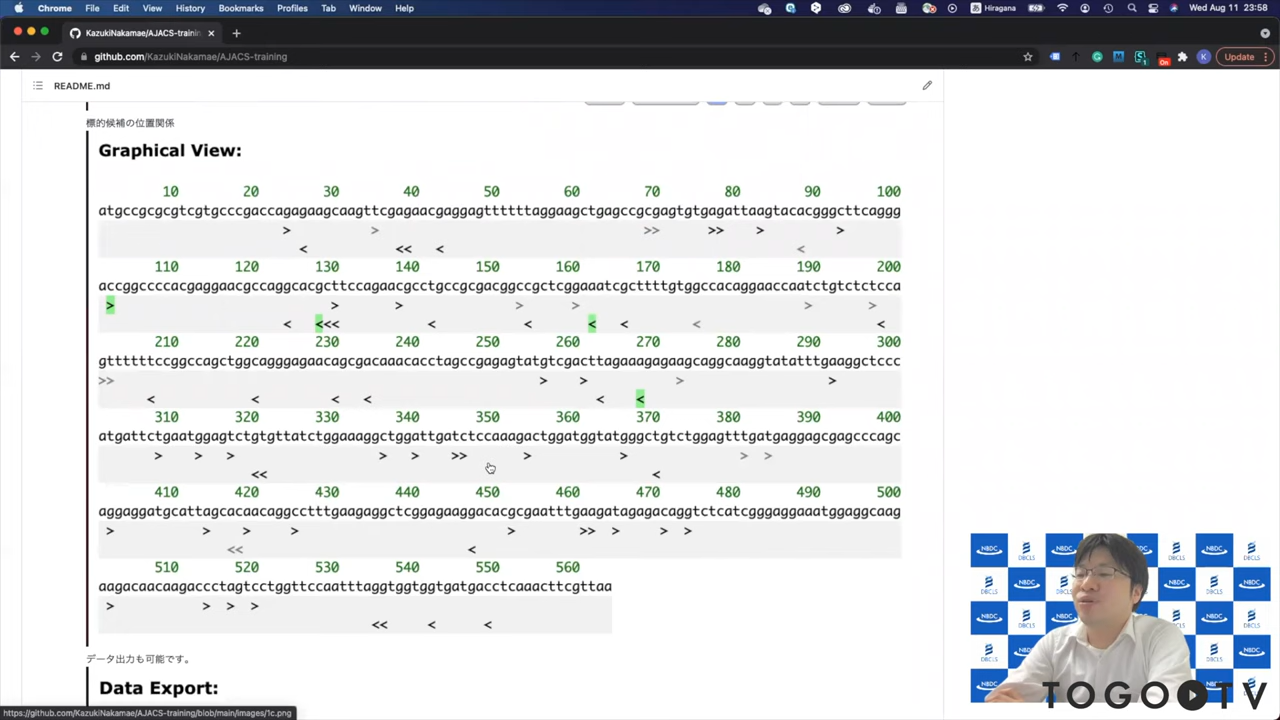 Chrome File Edit View History Bookmarks Profiles Tab Window Help Hiragana Wed Aug 11 23:58
KazukiNakamae/AJACS-trainin
github.com/KazukiNakamae/AJACS-training Update
README.md
標的候補の位置関係
Graphical View:
10 20 30 40 50 60 70 80 90 100
atgccgcgcgtcgtgcccgaccagagaagcaagttcgagaacgaggagttttttaggaagctgagccgcgagtgtgagattaagtacacgggcttcaggg
> > >> >> > >
< << < <
110 120 130 140 150 160 170 180 190 200
accggccccacgaggaacgccaggcacgcttccagaacgcctgccgcgacggccgctcggaaatcgcttttgtggccacaggaaccaatctgtctctcca
> > > > > > >
< <<< < < < < < <
210 220 230 240 250 260 270 280 290 300
gttttttccggccagctggcagggagaacagcgacaaacacctagccgagagtatgtcgacttagaaagagaagcaggcaaggtatatttgaaggctccc
>> > > > >
< < < < < <
310 320 330 340 350 360 370 380 390 400
atgattctgaatggagtctgtgttatctggaaaggctggattgatctccaaagactggatggtatgggctgtctggagtttgatgaggagcgagcccagc
> > > > > >> > > > >
<< <
410 420 430 440 450 460 470 480 490 500
aggaggatgcattagcacaacaggcctttgaagaggctcggagaaggacacgcgaatttgaagatagagacaggtctcatcgggaggaaatggaggcaag
> > > > > >> > > >
<< <
510 520 530 540 550 560
aagacaacaagaccctagtcctggttccaatttaggtggtggtgatgacctcaaacttcgttaa
> > > >
<< < <
データ出力も可能です。
Data Export:
https://github.com/KazukiNakamae/AJACS-training/blob/main/images/1c.png
NBDC
DBCLS
TOGO TV